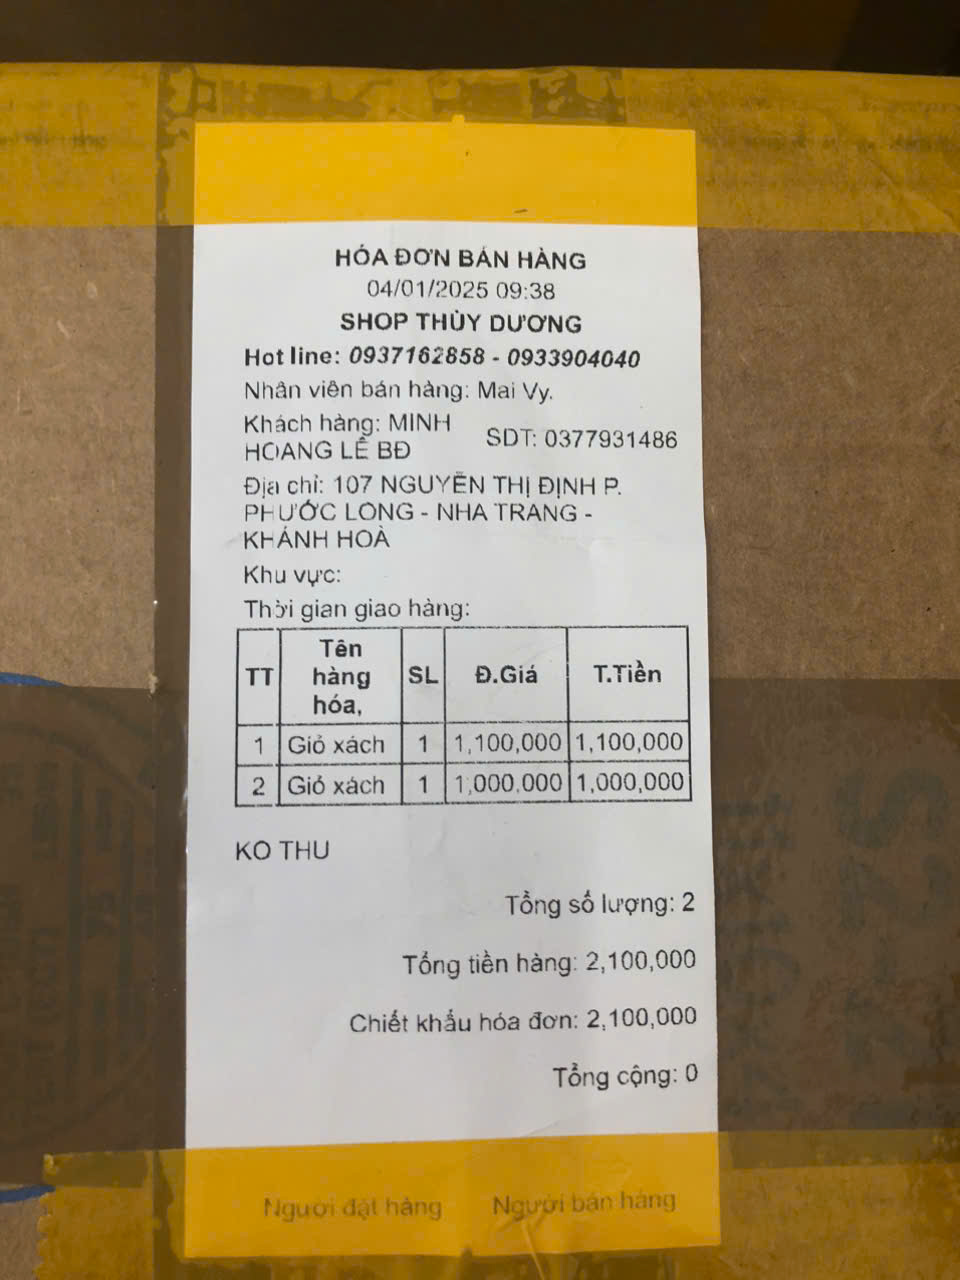 HÓA ĐƠN BÁN HÀNG
04/01/2025 09:38
SHOP THÙY DƯƠNG
Hot line: 0937162858 - 0933904040
Nhân viên bán hàng: Mai Vy.
Khách hàng: MINH HOANG LÊ BĐ
SDT: 0377931486
Địa chỉ: 107 NGUYỄN THỊ ĐỊNH P.
PHƯỚC LONG - NHA TRANG -
KHÁNH HOÀ
Khu vực:
Thời gian giao hàng:
TT Tên hàng hóa, SL Đ.Giá T.Tiền
1 Giỏ xách 1 1,100,000 1,100,000
2 Giỏ xách 1 1,000,000 1,000,000
KO THU
Tổng số lượng: 2
Tổng tiền hàng: 2,100,000
Chiết khẩu hóa đơn: 2,100,000
Tổng cộng: 0
Người đặt hàng Người bán hàng